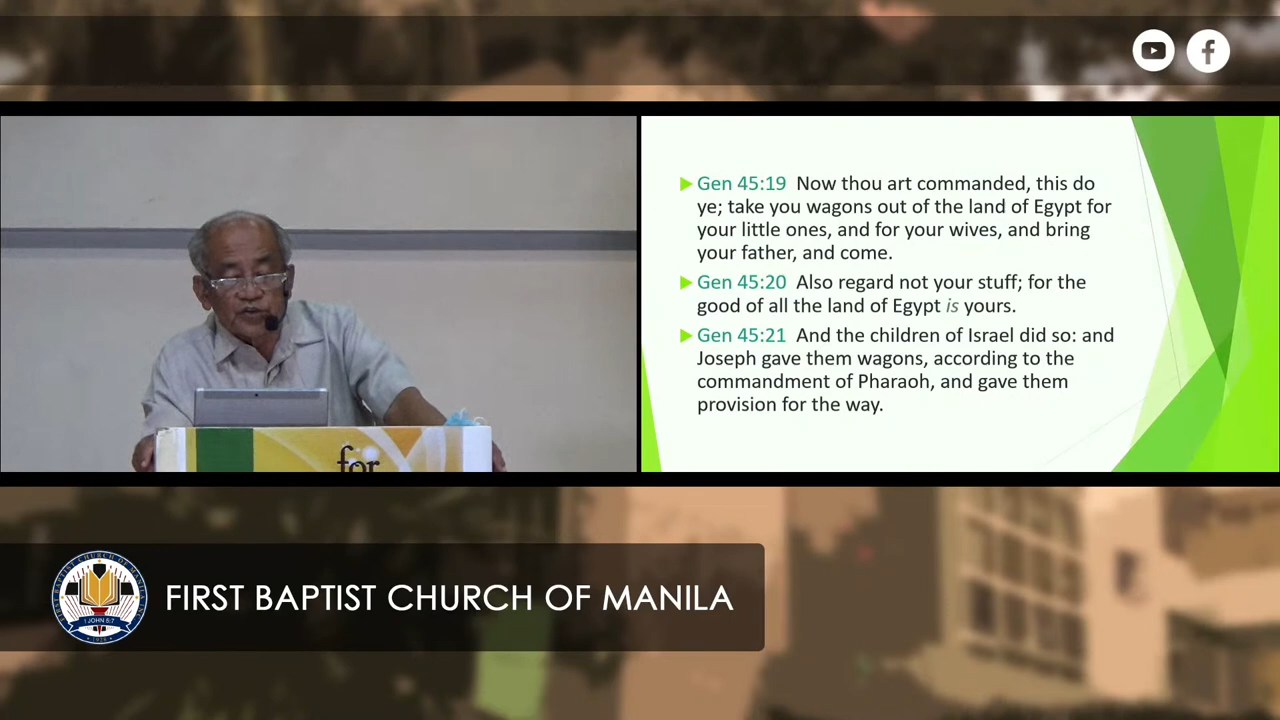 Gen 45:19 Now thou art commanded, this do
ye; take you wagons out of the land of Egypt for
your little ones, and for your wives, and bring
your father, and come.
Gen 45:20 Also regard not your stuff; for the
good of all the land of Egypt is yours.
Gen 45:21 And the children of Israel did so: and
Joseph gave them wagons, according to the
commandment of Pharaoh, and gave them
provision for the way.
for
FIRST BAPTIST CHURCH OF MANILA
I JOHN 5:7